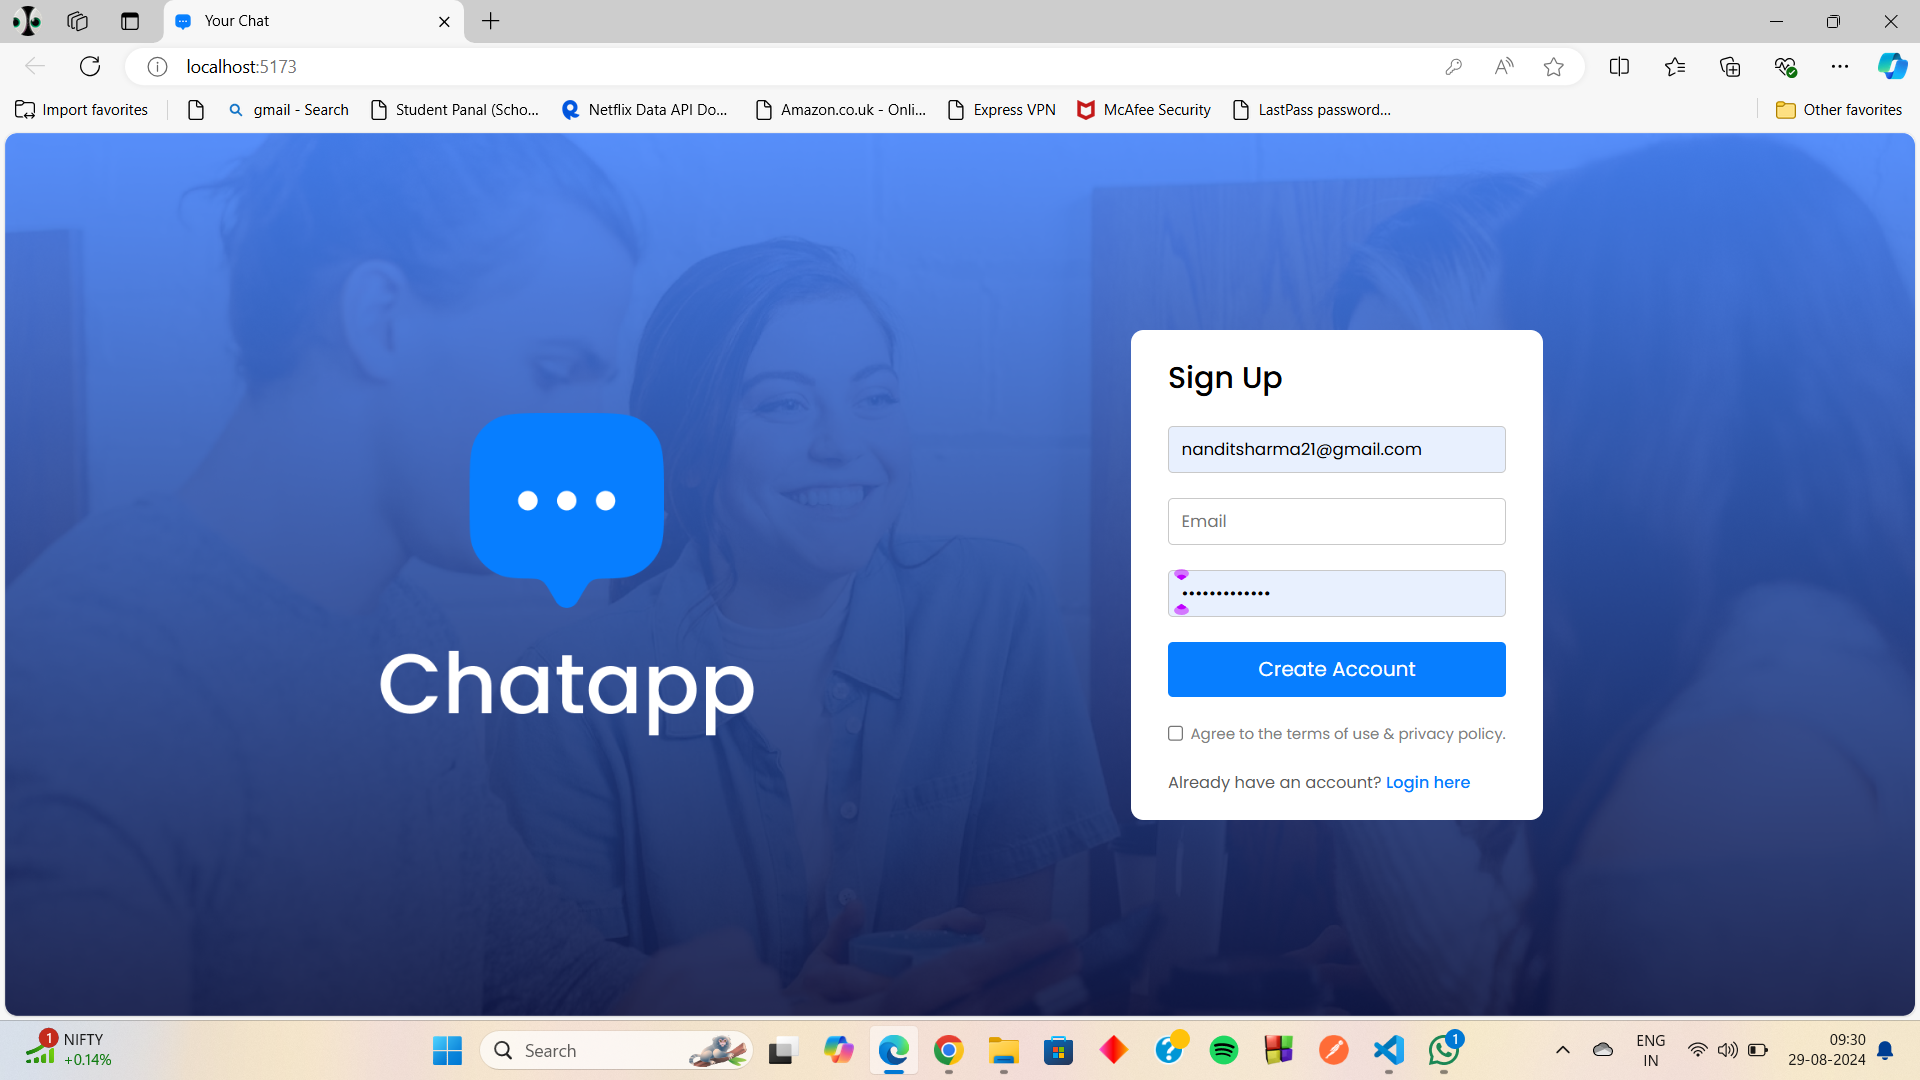 Your Chat
localhost:5173
Import favorites
gmail - Search
Student Panal (Scho...
Netflix Data API Do...
Amazon.co.uk - Onli...
Express VPN
McAfee Security
LastPass password...
Other favorites
Sign Up
nanditsharma21@gmail.com
Email
•••••••••••••
Create Account
Agree to the terms of use & privacy policy.
Already have an account? Login here
Chatapp
1
NIFTY
+0.14%
Search
1
ENG
IN
09:30
29-08-2024